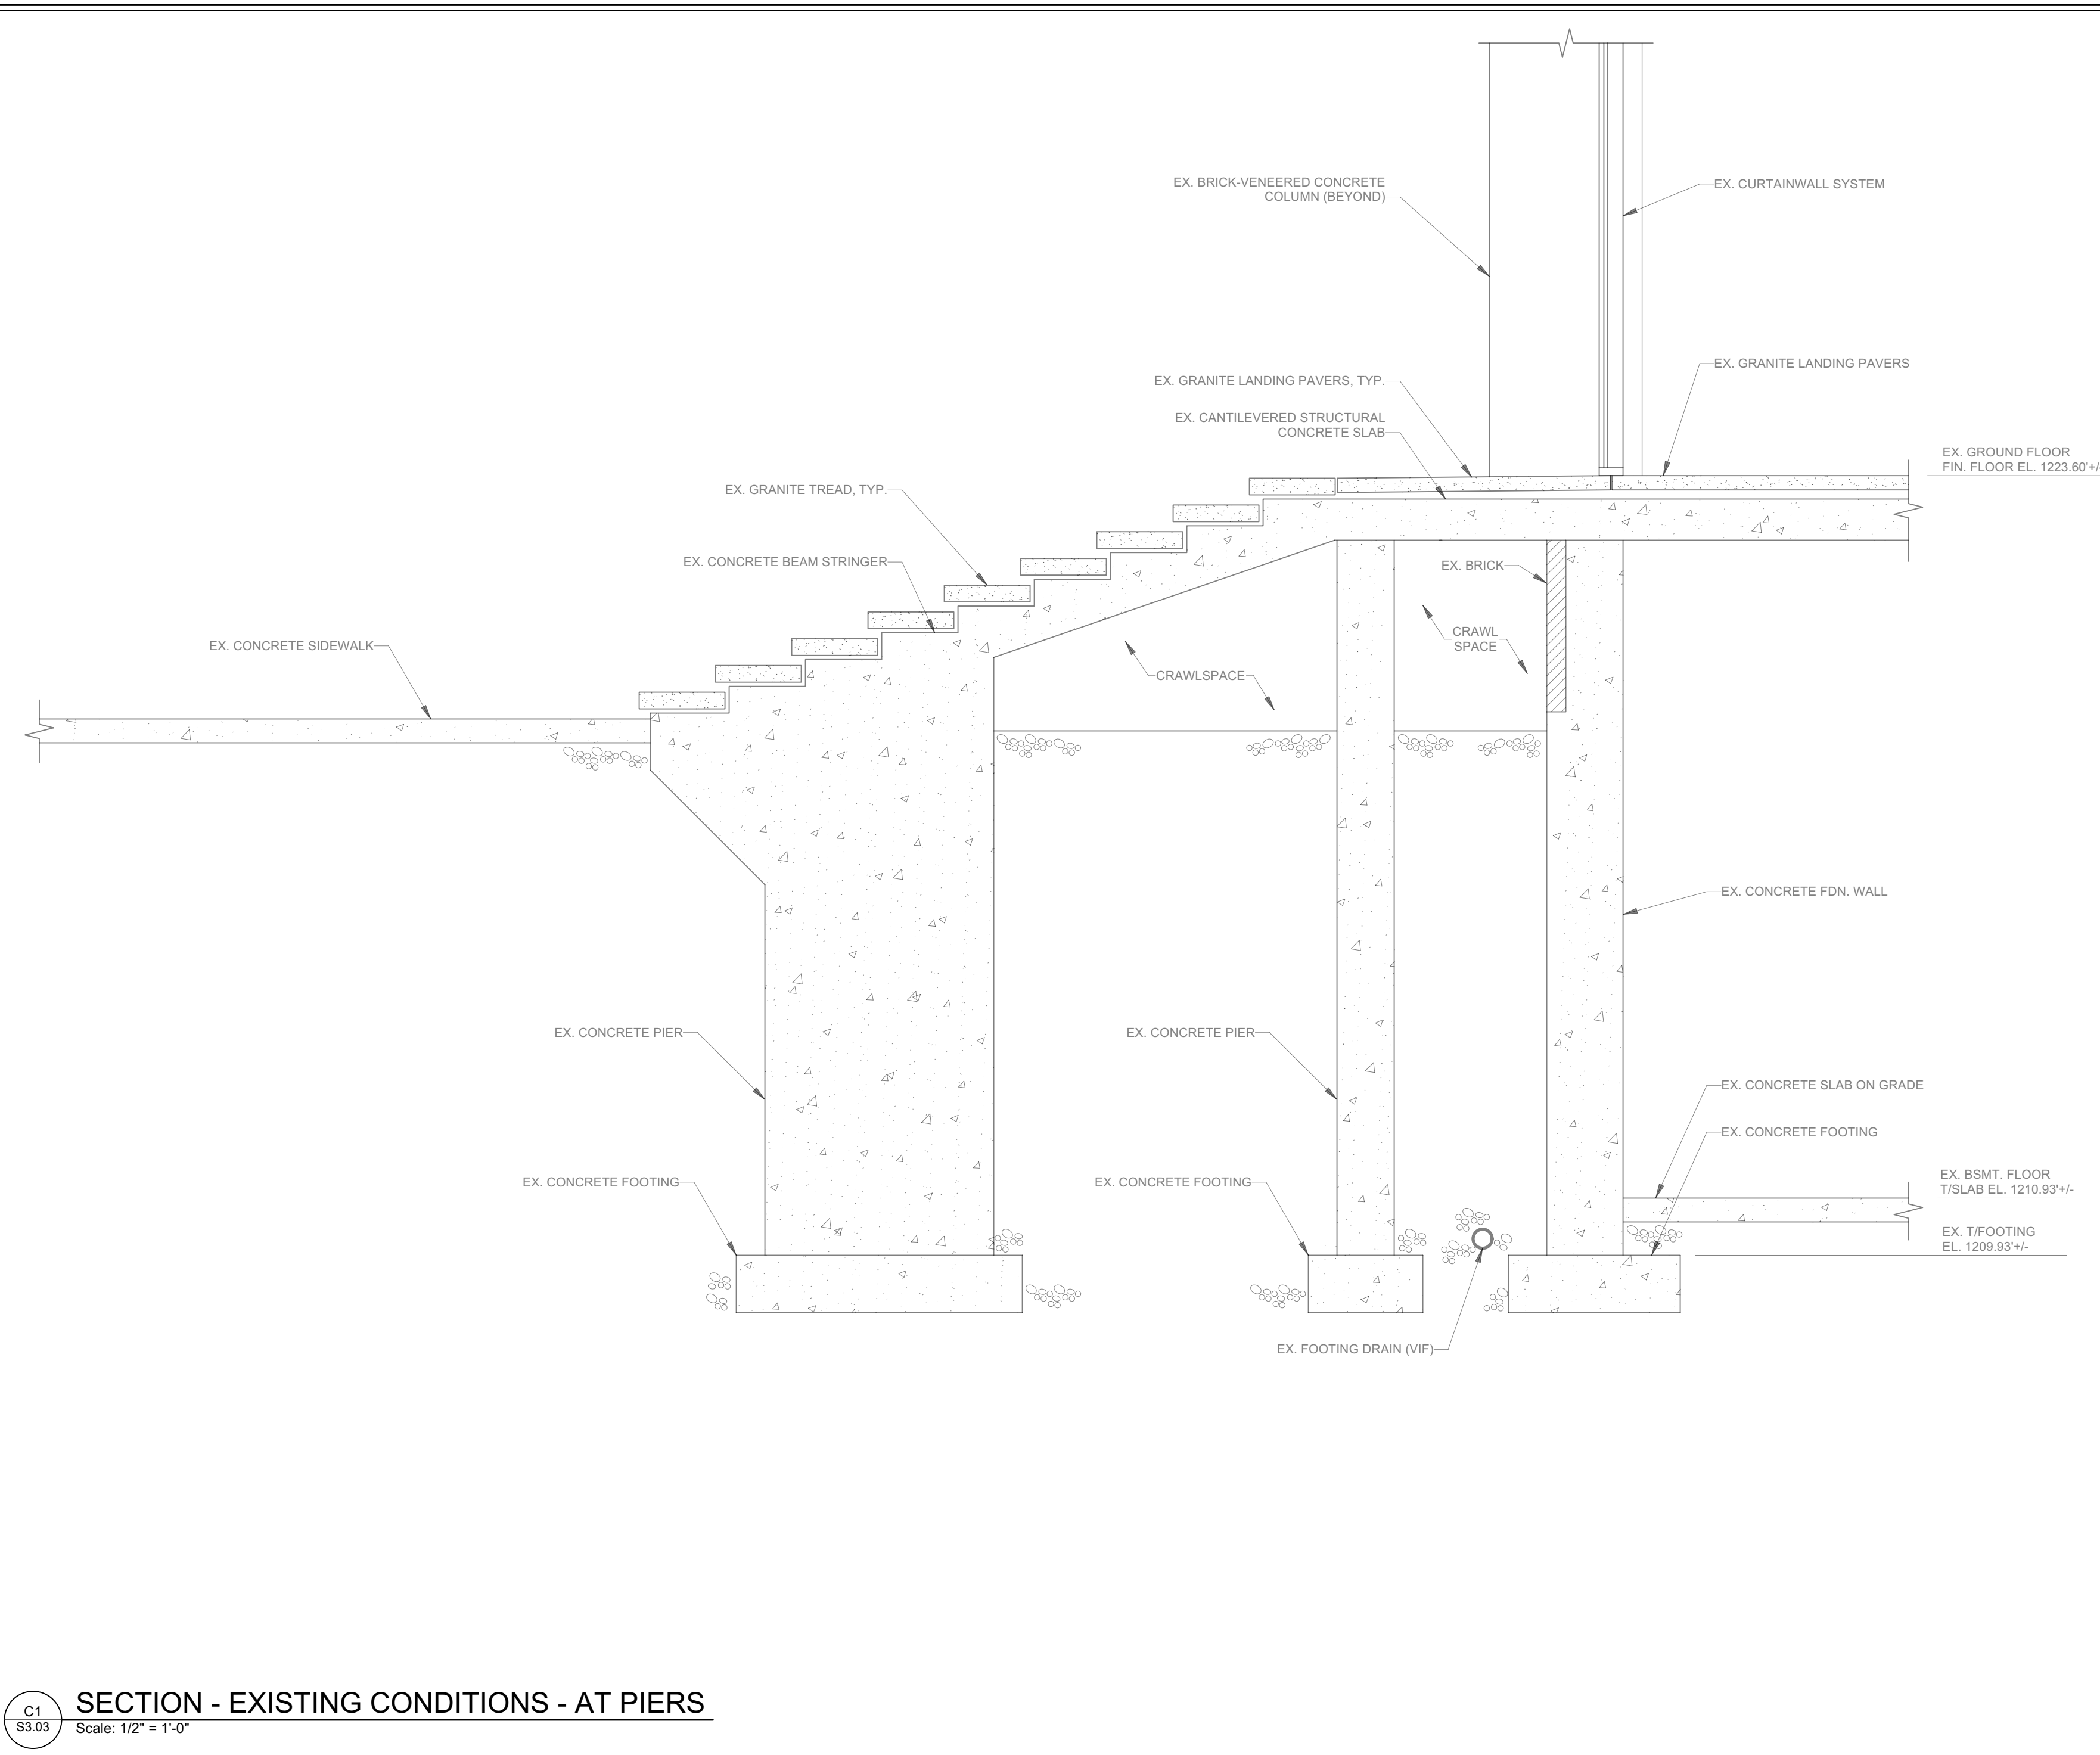 EX. BRICK-VENEERED CONCRETE
COLUMN (BEYOND)
EX. CURTAINWALL SYSTEM
EX. GRANITE LANDING PAVERS
EX. GRANITE LANDING PAVERS, TYP.
EX. CANTILEVERED STRUCTURAL
CONCRETE SLAB
EX. GROUND FLOOR
FIN. FLOOR EL. 1223.60'+/
EX. GRANITE TREAD, TYP.
EX. CONCRETE BEAM STRINGER
EX. BRICK
CRAWL
SPACE
EX. CONCRETE SIDEWALK
CRAWLSPACE
EX. CONCRETE FDN. WALL
EX. CONCRETE PIER
EX. CONCRETE PIER
EX. CONCRETE SLAB ON GRADE
EX. CONCRETE FOOTING
EX. CONCRETE FOOTING
EX. CONCRETE FOOTING
EX. BSMT. FLOOR
T/SLAB EL. 1210.93'+/-
EX. T/FOOTING
EL. 1209.93'+/-
EX. FOOTING DRAIN (VIF)
C1
S3.03
SECTION - EXISTING CONDITIONS - AT PIERS
Scale: 1/2" = 1'-0"